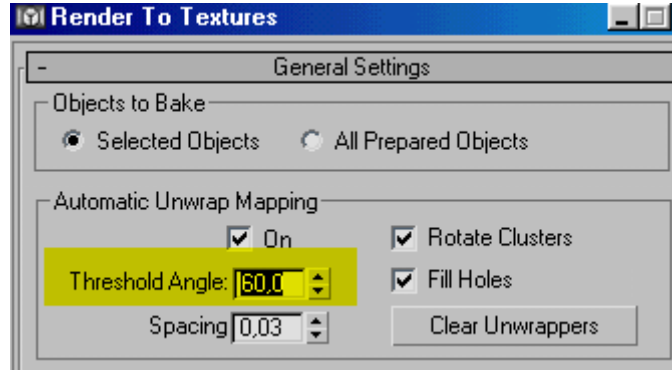 Render To Textures
- General Settings
Objects to Bake
Selected Objects All Prepared Objects
Automatic Unwrap Mapping
On Rotate Clusters
Threshold Angle: 60,0 Fill Holes
Spacing 0,03 Clear Unwrappers